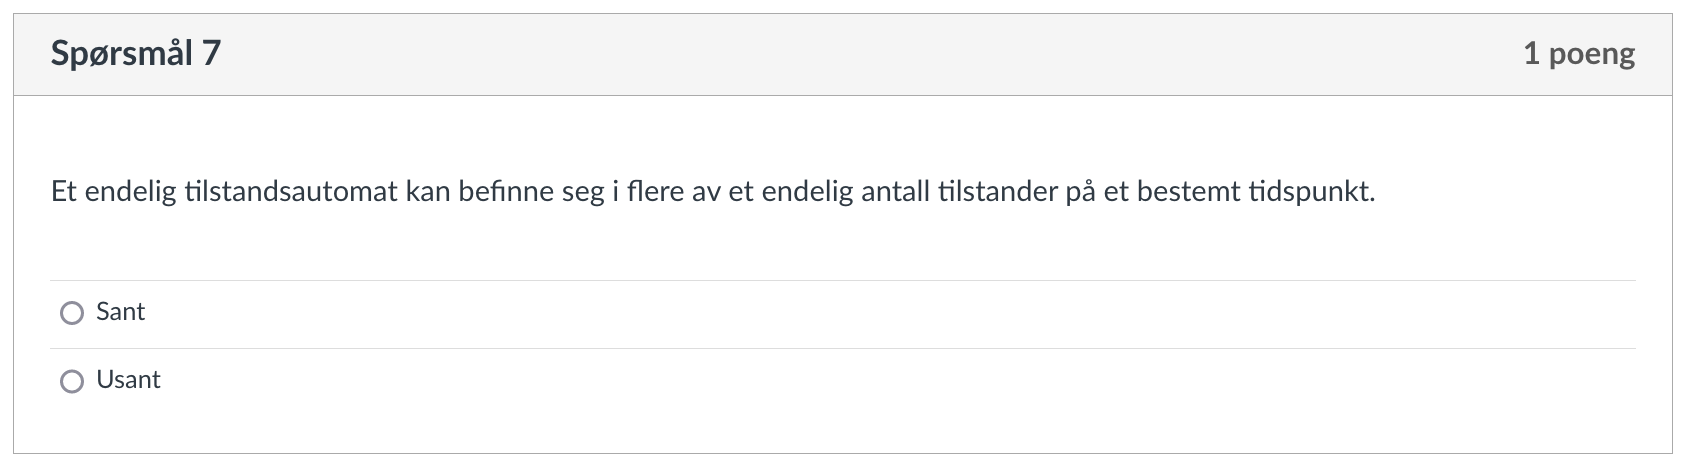 Spørsmål 7
1 poeng
Et endelig tilstandsautomat kan befinne seg i flere av et endelig antall tilstander på et bestemt tidspunkt.
Sant
Usant